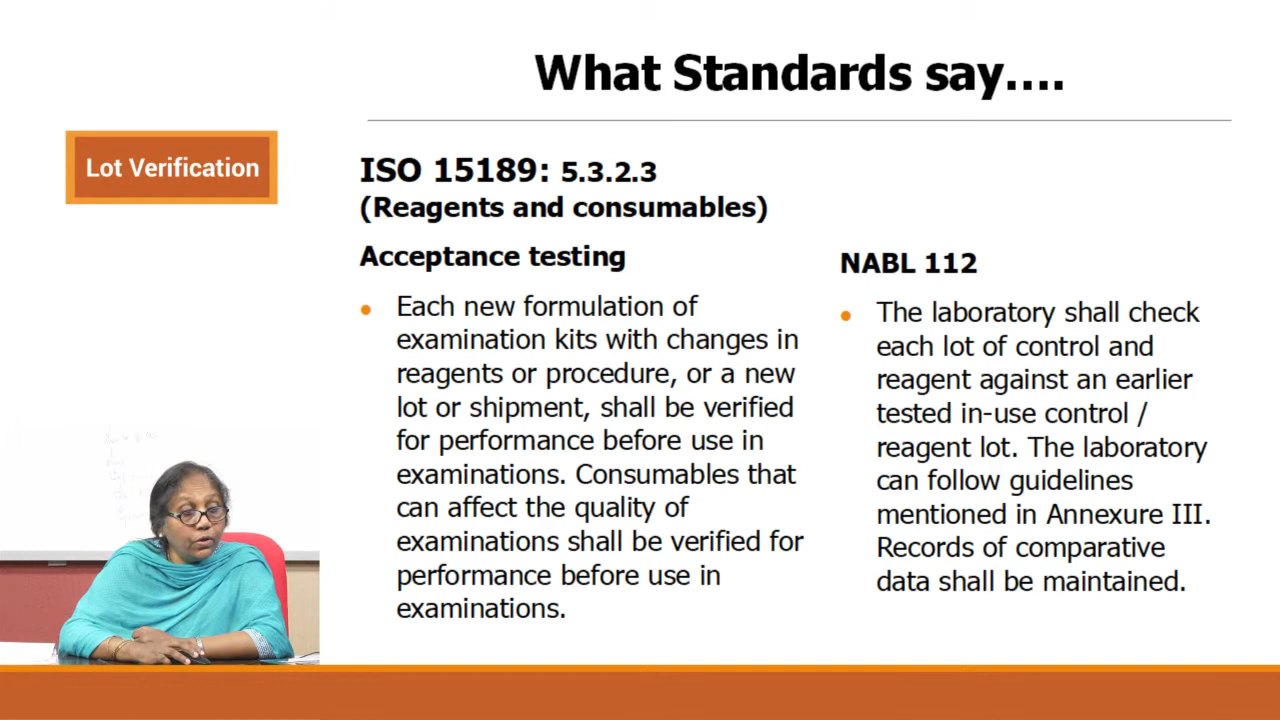 What Standards say....
Lot Verification
ISO 15189: 5.3.2.3
(Reagents and consumables)
Acceptance testing
• Each new formulation of
examination kits with changes in
reagents or procedure, or a new
lot or shipment, shall be verified
for performance before use in
examinations. Consumables that
can affect the quality of
examinations shall be verified for
performance before use in
examinations.
NABL 112
• The laboratory shall check
each lot of control and
reagent against an earlier
tested in-use control /
reagent lot. The laboratory
can follow guidelines
mentioned in Annexure III.
Records of comparative
data shall be maintained.